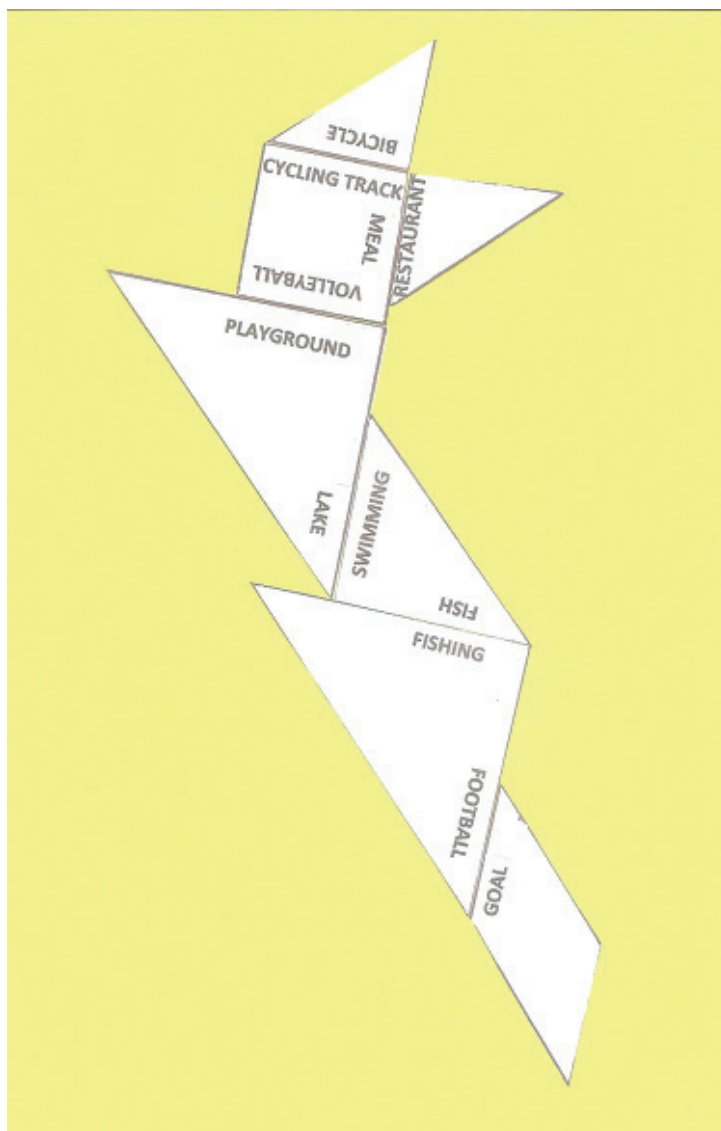 BICYCLE
CYCLING TRACK
MEAL
RESTAURANT
VOLLEYBALL
PLAYGROUND
LAKE
SWIMMING
FISH
FISHING
FOOTBALL
GOAL